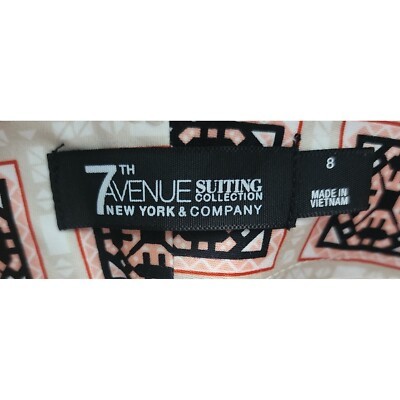 7TH
AVENUE SUITING
COLLECTION
NEW YORK & COMPANY
8
MADE IN
VIETNAM